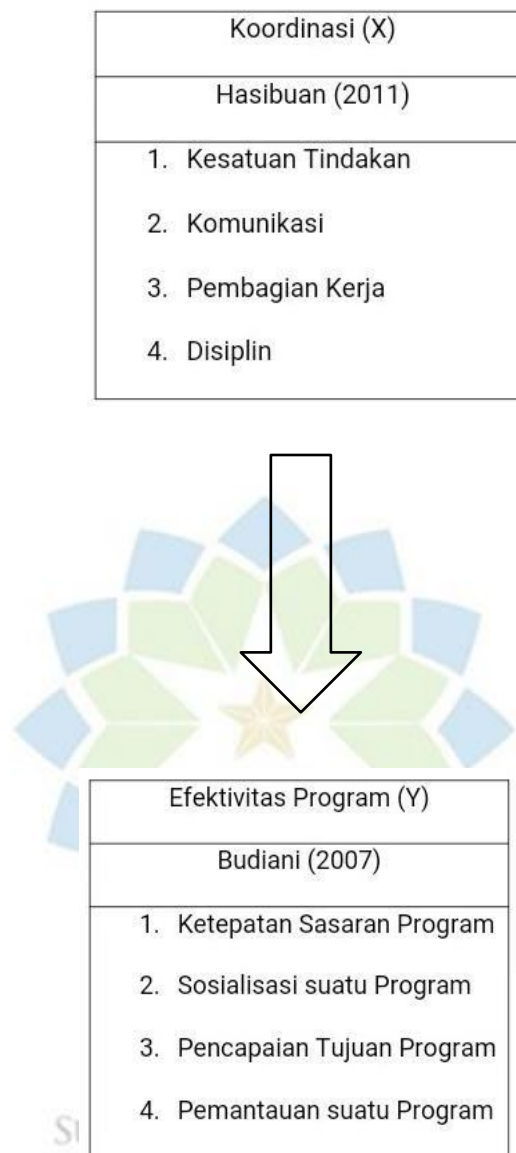 Koordinasi (X)
Hasibuan (2011)
1. Kesatuan Tindakan
2. Komunikasi
3. Pembagian Kerja
4. Disiplin
Efektivitas Program (Y)
Budiani (2007)
1. Ketepatan Sasaran Program
2. Sosialisasi suatu Program
3. Pencapaian Tujuan Program
4. Pemantauan suatu Program